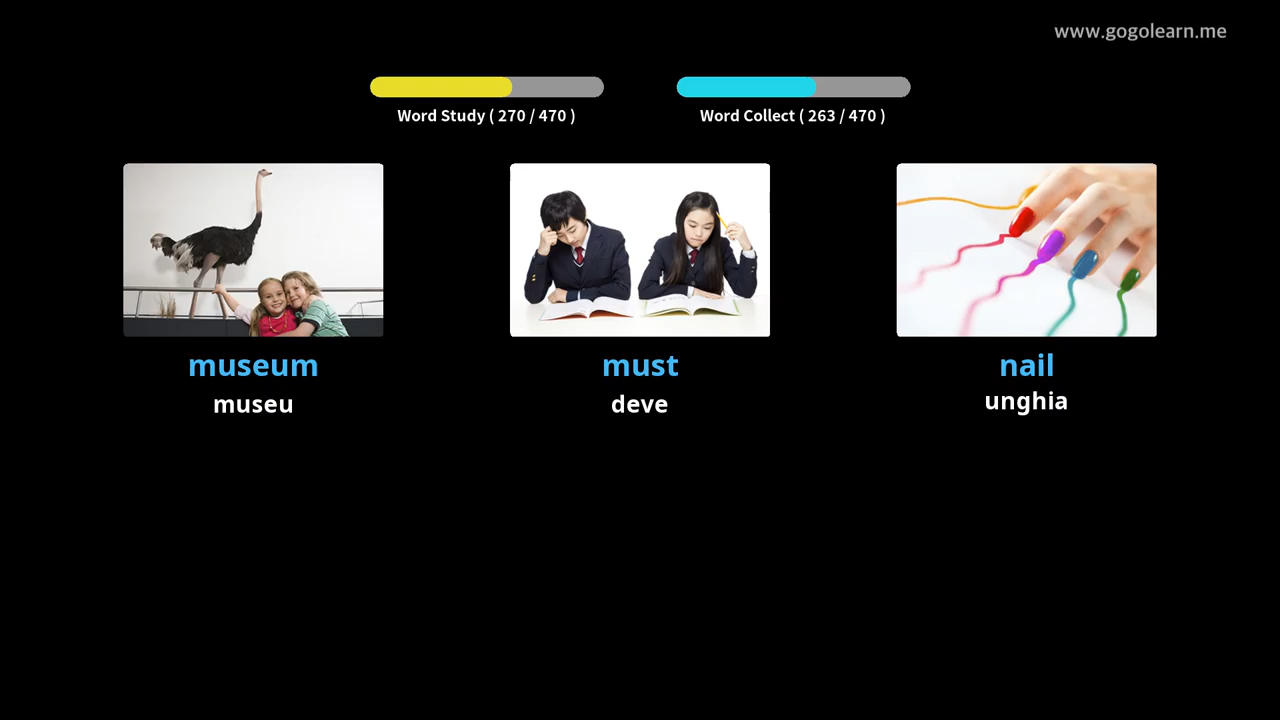 www.gogolearn.me
Word Study ( 270 / 470 )
Word Collect ( 263 / 470 )
museum
museu
must
deve
nail
unghia